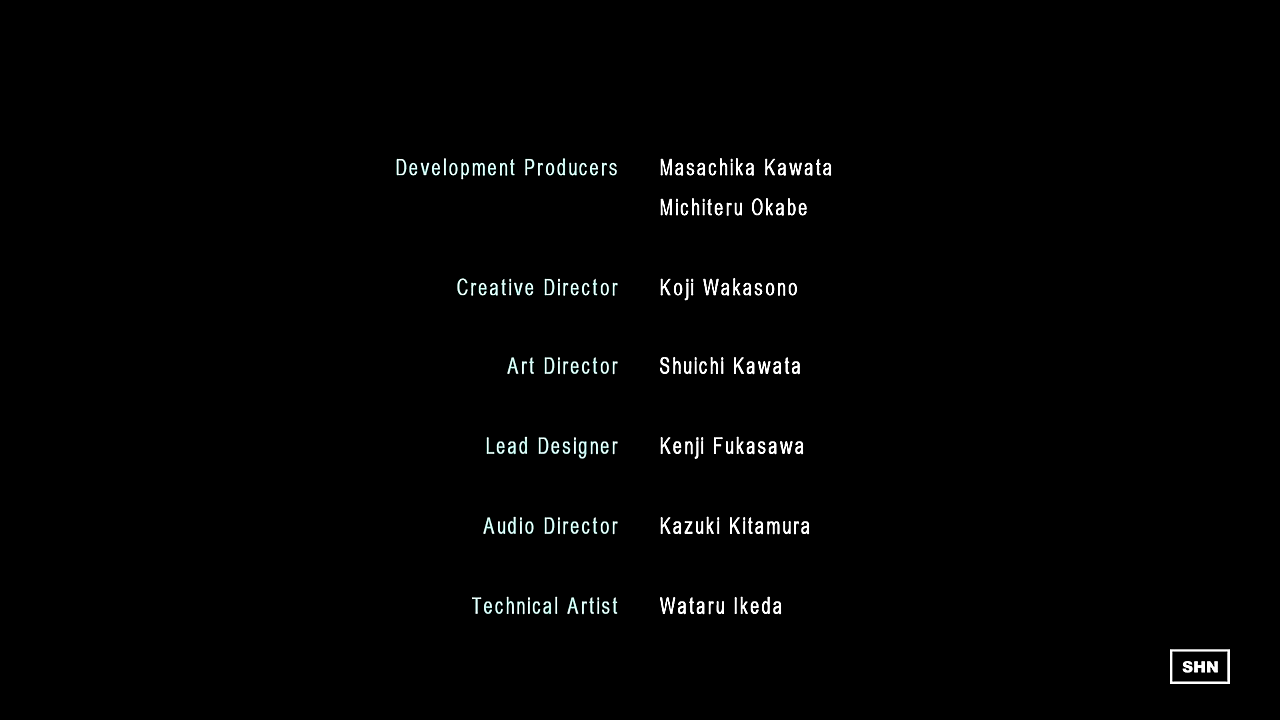 Development Producers Masachika Kawata
Michiteru Okabe
Creative Director Koji Wakasono
Art Director Shuichi Kawata
Lead Designer Kenji Fukasawa
Audio Director Kazuki Kitamura
Technical Artist Wataru Ikeda
SHN